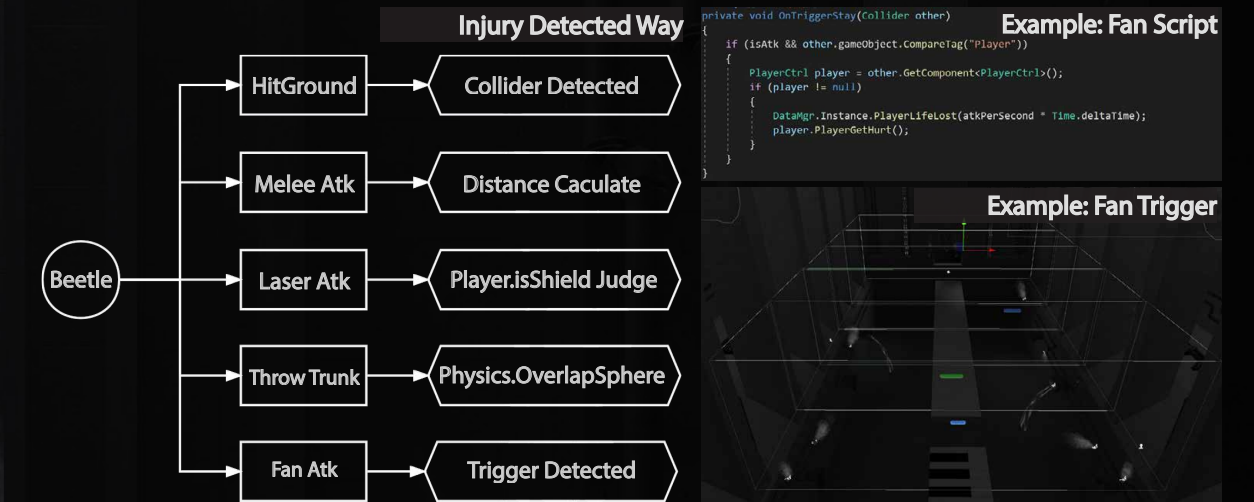 Injury Detected Way
Beetle
HitGround
Collider Detected
Melee Atk
Distance Caculate
Laser Atk
Player.isShield Judge
Throw Trunk
Physics.OverlapSphere
Fan Atk
Trigger Detected
Example: Fan Script
private void OnTriggerStay(Collider other)
{
if (isAtk && other.gameObject.CompareTag("Player"))
{
PlayerCtrl player = other.GetComponent<PlayerCtrl>();
if (player != null)
{
DataMgr.Instance.PlayerLifeLost(atkPerSecond * Time.deltaTime);
player.PlayerGetHurt();
}
}
}
Example: Fan Trigger